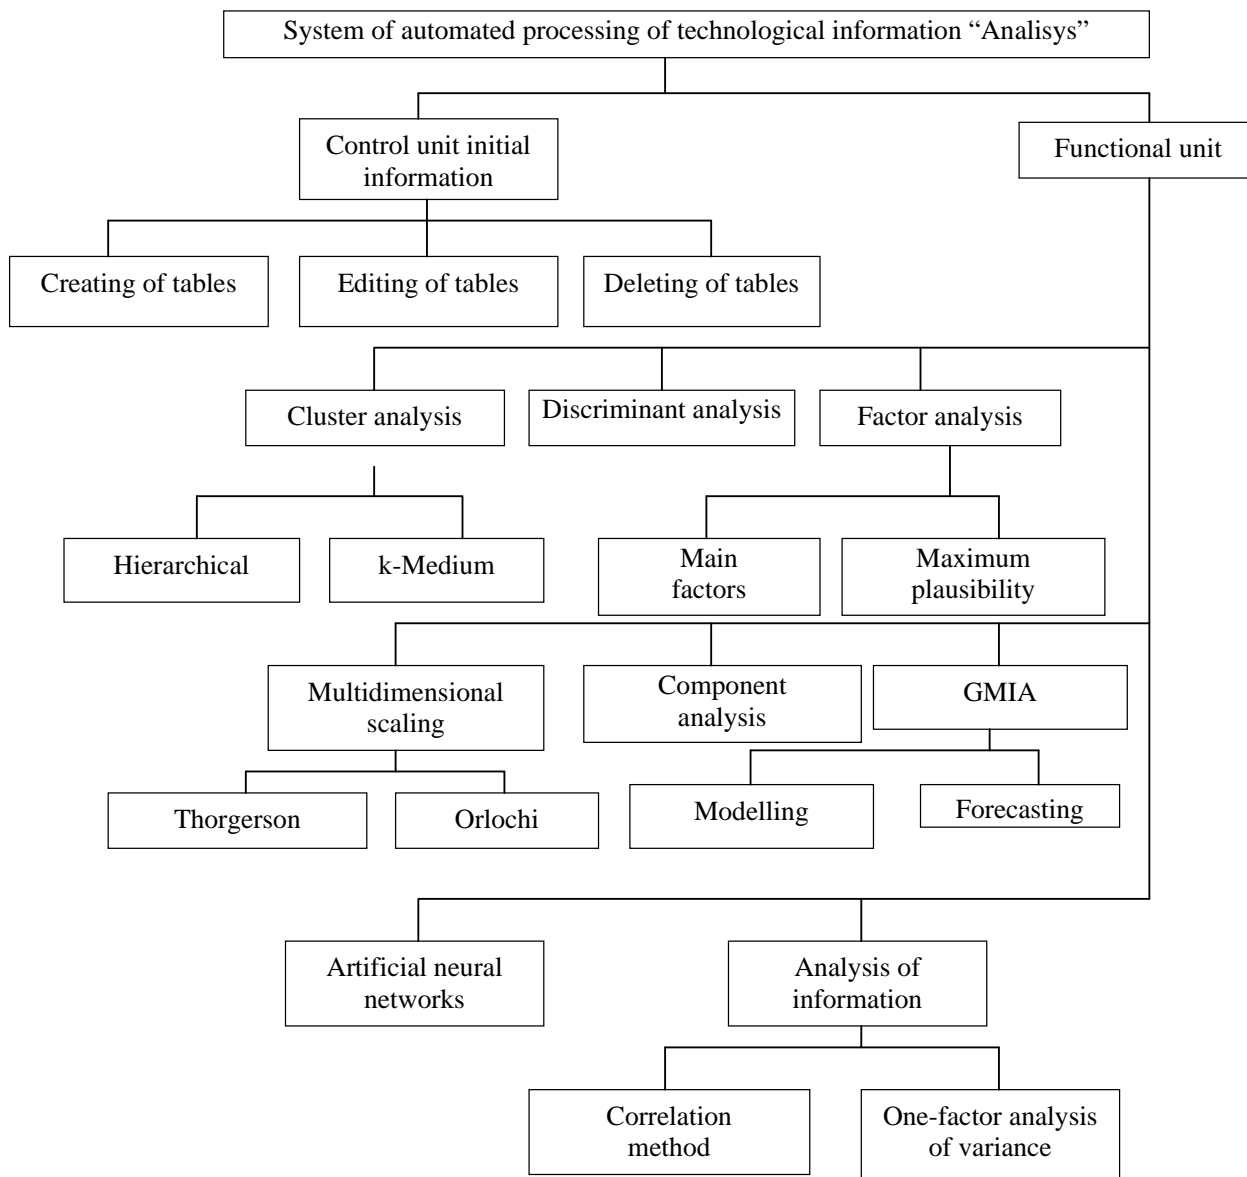 System of automated processing of technological information “Analisys”
Control unit initial
information
Functional unit
Creating of tables
Editing of tables
Deleting of tables
Cluster analysis
Discriminant analysis
Factor analysis
Hierarchical
k-Medium
Main
factors
Maximum
plausibility
Multidimensional
scaling
Component
analysis
GMIA
Thorgerson
Orlochi
Modelling
Forecasting
Artificial neural
networks
Analysis of
information
Correlation
method
One-factor analysis
of variance